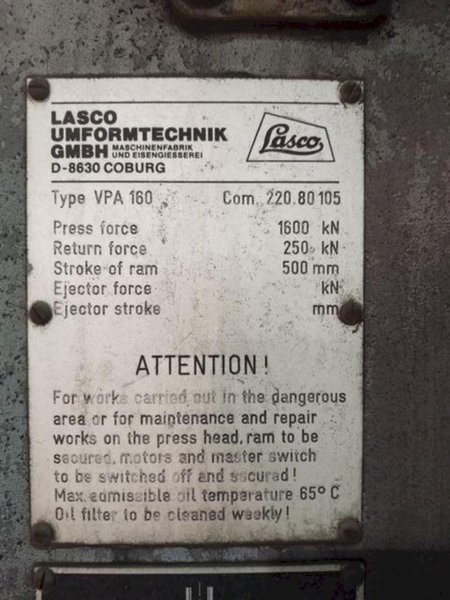 LASCO
UMFORMTECHNIK
GMBH MASCHINENFABRIK UND EISENGIESSEREI
D-8630 COBURG
Lasco
Type VPA 160 Com. 220.80105
Press force 1600 kN
Return force 250 kN
Stroke of ram 500 mm
Ejector force kN
Ejector stroke mm
ATTENTION!
For works carried out in the dangerous
area or for maintenance and repair
works on the press head, ram to be
secured, motors and master switch
to be switched off and secured!
Max. admissible oil temperature 65° C
Oil filter to be cleaned weekly!